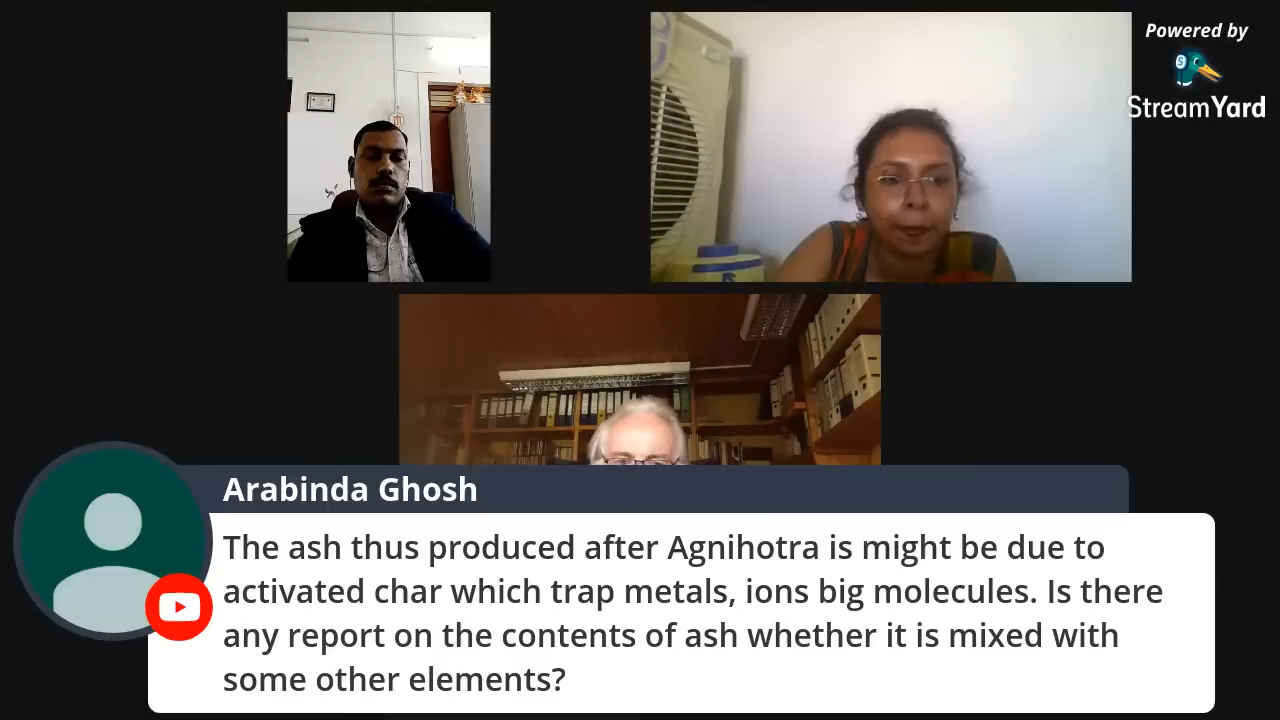 Powered by
StreamYard
Arabinda Ghosh
The ash thus produced after Agnihotra is might be due to
activated char which trap metals, ions big molecules. Is there
any report on the contents of ash whether it is mixed with
some other elements?